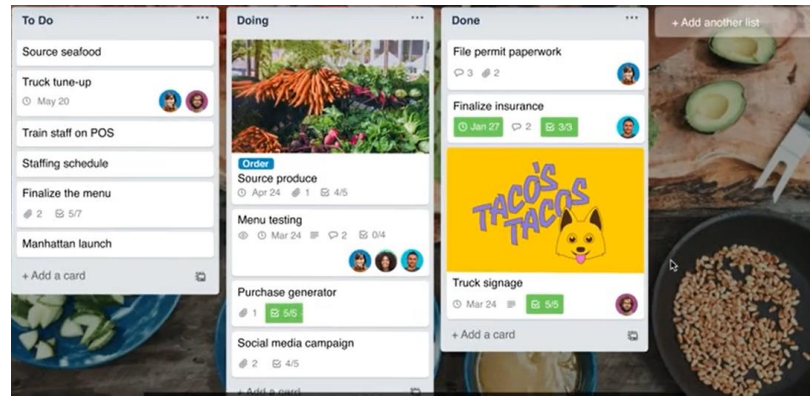 To Do
Source seafood
Truck tune-up
May 20
Train staff on POS
Staffing schedule
Finalize the menu
2 5/7
Manhattan launch
+ Add a card
Doing
Order
Source produce
Apr 24 1 4/5
Menu testing
Mar 24 2 0/4
Purchase generator
1 5/5
Social media campaign
2 4/5
+ Add a card
Done
File permit paperwork
3 2
Finalize insurance
Jan 27 2 3/3
TACO'S
TACOS
Truck signage
Mar 24 5/5
+ Add a card
+ Add another list